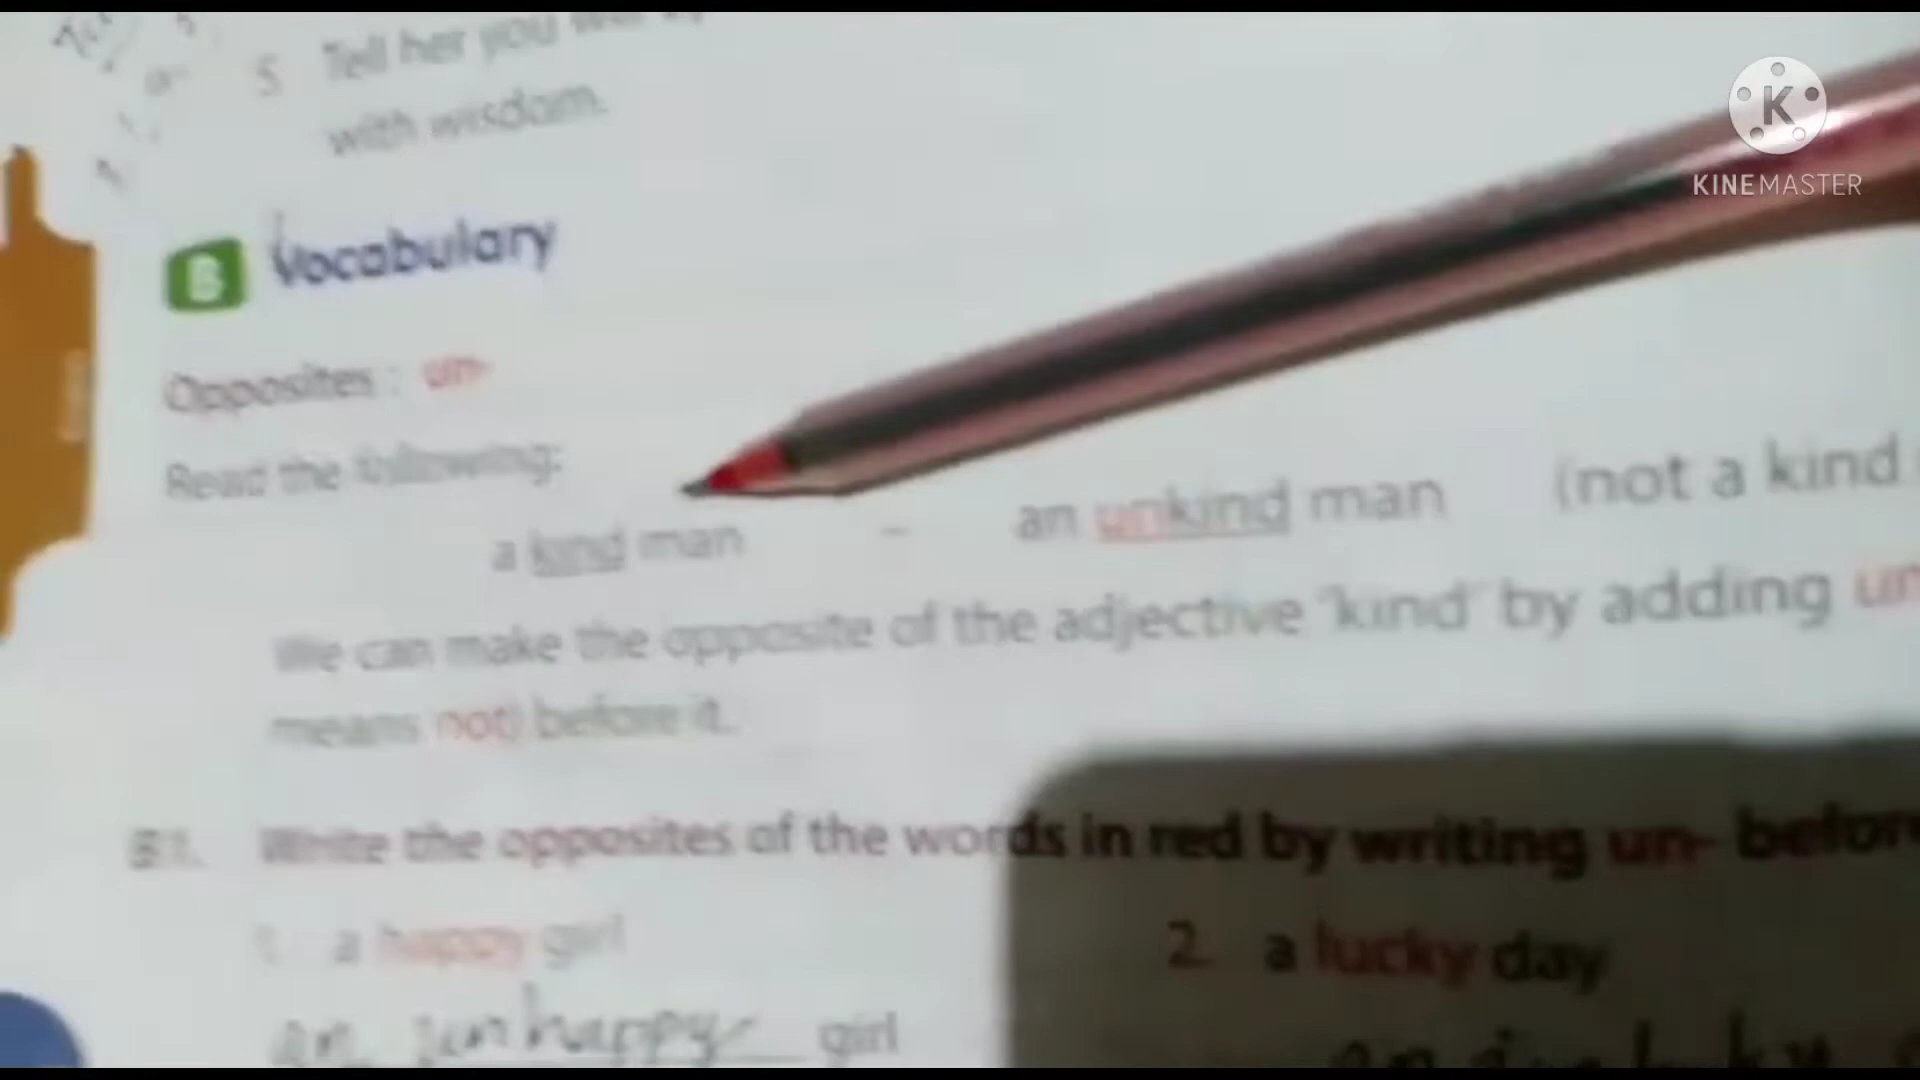 5. Tell her you
with wisdom.
KINEMASTER
B Vocabulary
Opposites : un-
Read the following:
a kind man - an unkind man (not a kind
We can make the opposite of the adjective 'kind' by adding un
means not) before it.
B1. Write the opposites of the words in red by writing un- before
1. a happy girl 2. a lucky day
an unhappy girl